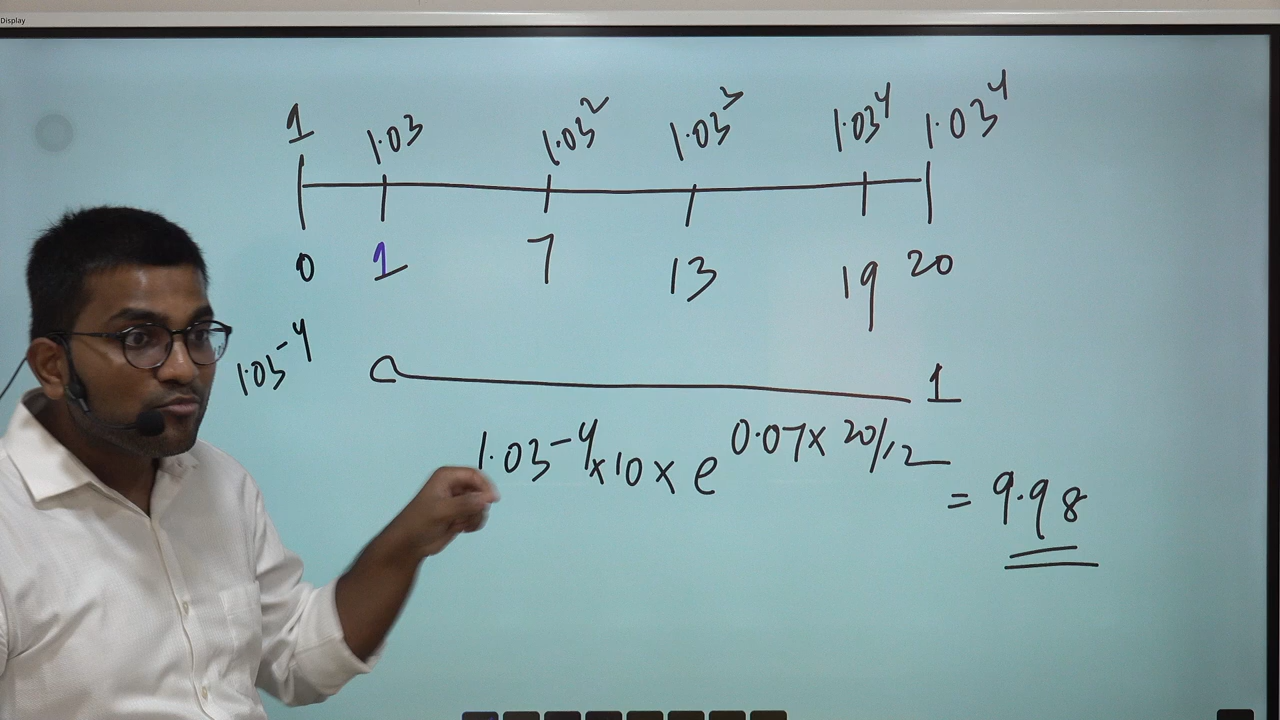 Display
1 1.03 1.03² 1.03³ 1.03⁴ 1.03⁴
0 1 7 13 19 20
1.03⁻⁴ 1
1.03⁻⁴ × 10 × e^0.07×20/12 = 9.98